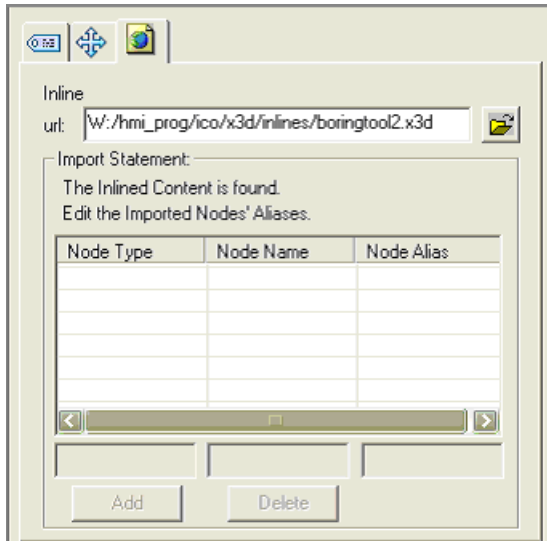 Inline
url: W:/hmi_prog/ico/x3d/inlines/boringtool2.x3d
Import Statement:
The Inlined Content is found.
Edit the Imported Nodes' Aliases.
Node Type Node Name Node Alias
Add Delete